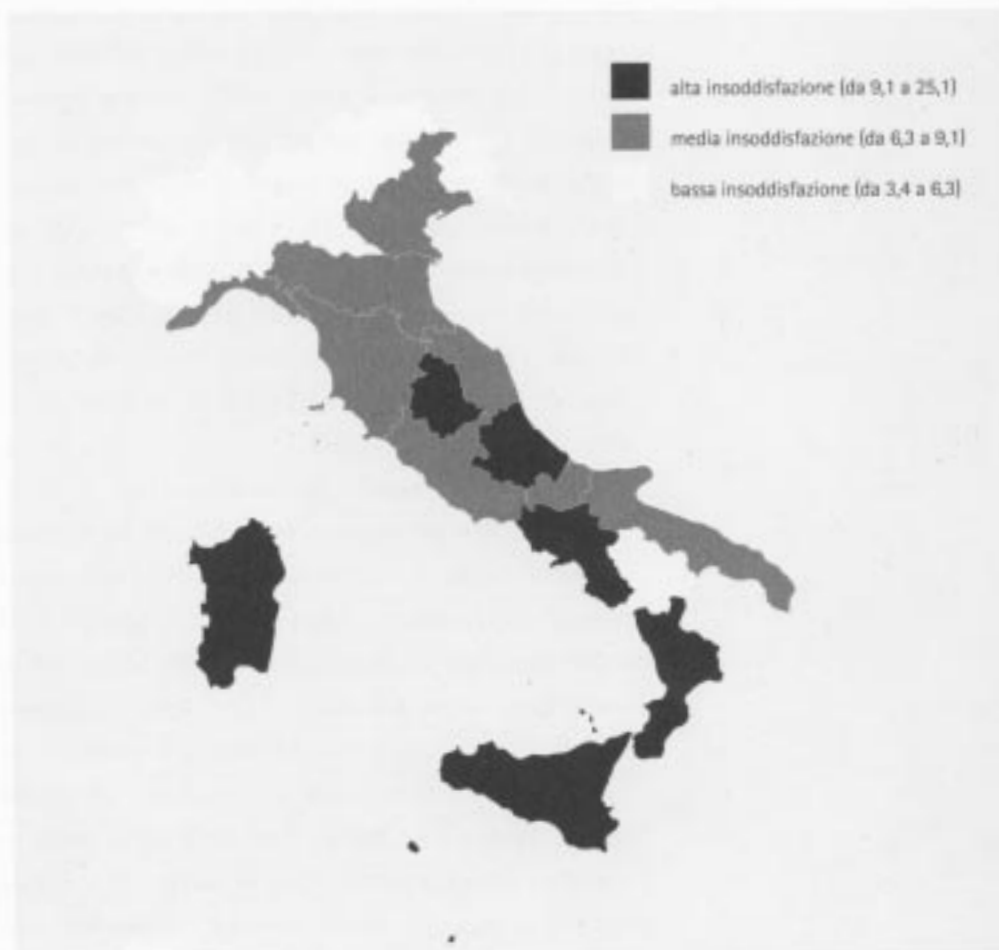 alta insoddisfazione (da 9,1 a 25,1)
media insoddisfazione (da 6,3 a 9,1)
bassa insoddisfazione (da 3,4 a 6,3)